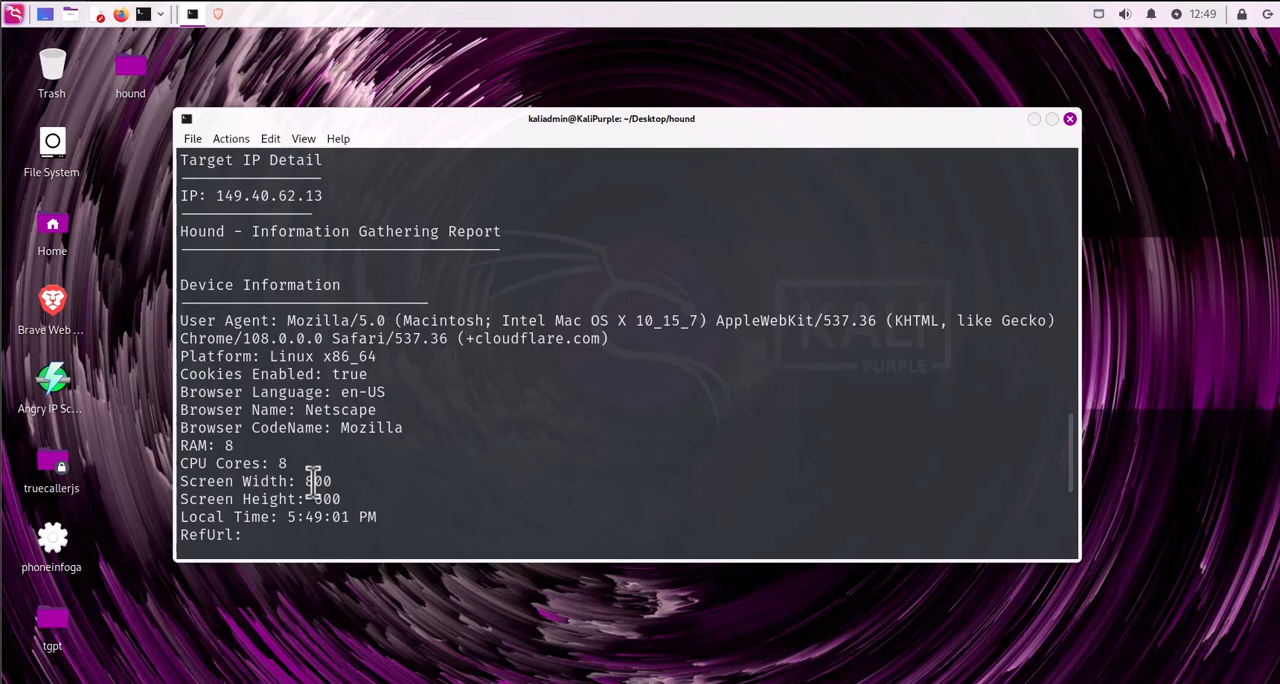 12:49
Trash
hound
File System
Home
Brave Web ...
Angry IP Sc...
truecallerjs
phoneinfoga
tgpt
kaliadmin@KaliPurple: ~/Desktop/hound
File Actions Edit View Help
Target IP Detail
IP: 149.40.62.13
Hound - Information Gathering Report
Device Information
User Agent: Mozilla/5.0 (Macintosh; Intel Mac OS X 10_15_7) AppleWebKit/537.36 (KHTML, like Gecko)
Chrome/108.0.0.0 Safari/537.36 (+cloudflare.com)
Platform: Linux x86_64
Cookies Enabled: true
Browser Language: en-US
Browser Name: Netscape
Browser CodeName: Mozilla
RAM: 8
CPU Cores: 8
Screen Width: 800
Screen Height:
Local Time: 5:49:01 PM
RefUrl:
KALI
PURPLE